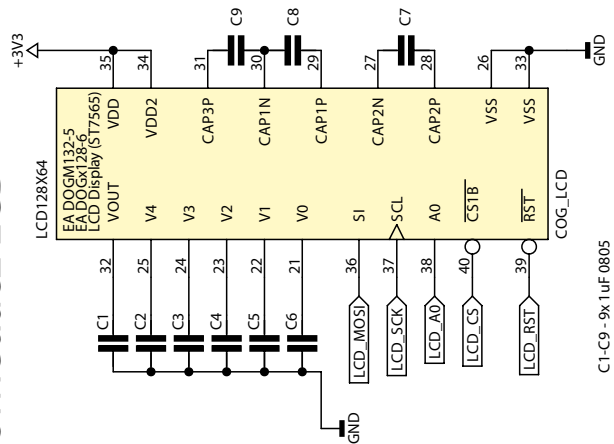 LCD128X64
EA DOGM132-5
EA DOGx128-6
LCD Display (ST7565)
VOUT
V4
V3
V2
V1
V0
SI
SCL
A0
CS1B
RST
VDD
VDD2
CAP3P
CAP1N
CAP1P
CAP2N
CAP2P
VSS
VSS
COG_LCD
32
25
24
23
22
21
36
37
38
40
39
35
34
31
30
29
27
28
26
33
C1
C2
C3
C4
C5
C6
C9
C8
C7
+3V3
GND
GND
LCD_MOSI
LCD_SCK
LCD_A0
LCD_CS
LCD_RST
C1-C9 - 9x 1uF 0805